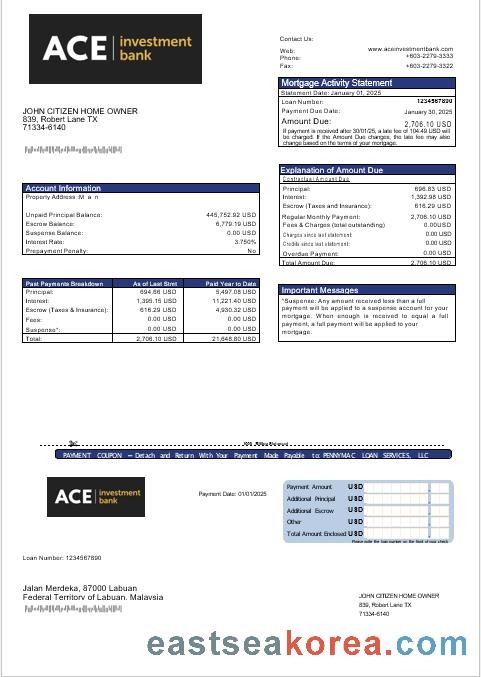 ACE investment bank
Contact Us:
Web: www.aceinvestmentbank.com
Phone: +603-2279-3333
Fax: +603-2279-3322
Mortgage Activity Statement
Statement Date: January 01, 2025
Loan Number: 1234567890
Payment Due Date: January 30, 2025
Amount Due: 2,706.10 USD
If payment is received after 30/01/25, a late fee of 104.49 USD will
be charged. If the Amount Due changes, the late fee may also
change based on the terms of your mortgage.
JOHN CITIZEN HOME OWNER
839, Robert Lane TX
71334-6140
Explanation of Amount Due
Contractual Amount Due
Principal: 696.83 USD
Interest: 1,392.98 USD
Escrow (Taxes and Insurance): 616.29 USD
Regular Monthly Payment: 2,706.10 USD
Fees & Charges (total outstanding) 0.00USD
Charges since last statement: 0.00 USD
Credits since last statement: 0.00 USD
Overdue Payment: 0.00 USD
Total Amount Due: 2,706.10 USD
Account Information
Property Address :M a n
Unpaid Principal Balance: 445,752.92 USD
Escrow Balance: 6,779.19 USD
Suspense Balance: 0.00 USD
Interest Rate: 3.750%
Prepayment Penalty: No
Past Payments Breakdown As of Last Stmt Paid Year to Date
Principal: 694.66 USD 5,497.08 USD
Interest: 1,395.15 USD 11,221.40 USD
Escrow (Taxes & Insurance): 616.29 USD 4,930.32 USD
Fees: 0.00 USD 0.00 USD
Suspense*: 0.00 USD 0.00 USD
Total: 2,706.10 USD 21,648.80 USD
Important Messages
*Suspense: Any amount received less than a full
payment will be applied to a suspense account for your
mortgage. When enough is received to equal a full
payment, a full payment will be applied to your
mortgage.
PAYMENT COUPON – Detach and Return With Your Payment Made Payable to: PENNYMAC LOAN SERVICES, LLC
ACE investment bank
Payment Date: 01/01/2025
Payment Amount USD
Additional Principal USD
Additional Escrow USD
Other USD
Total Amount Enclosed USD
Please write the loan number on the front of your check.
Loan Number: 1234567890
Jalan Merdeka, 87000 Labuan
Federal Territory of Labuan. Malaysia
JOHN CITIZEN HOME OWNER
839, Robert Lane TX
71334-6140
eastseakorea.com